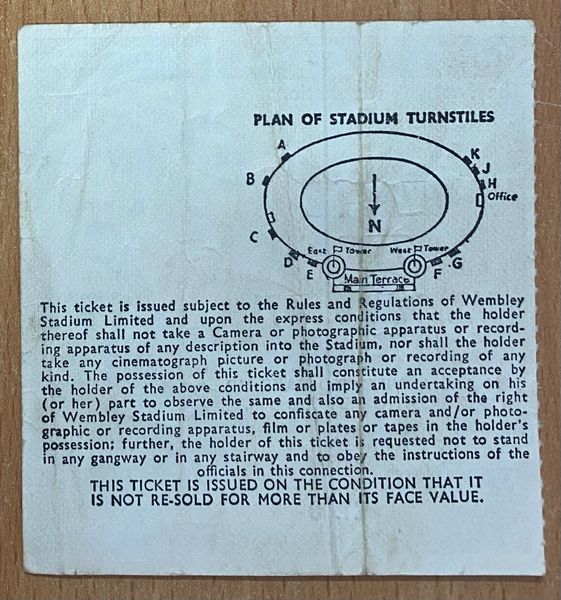 PLAN OF STADIUM TURNSTILES
A
K
J
B
H
Office
N
C
East Tower
West Tower
D
G
E
F
Main Terrace
This ticket is issued subject to the Rules and Regulations of Wembley
Stadium Limited and upon the express conditions that the holder
thereof shall not take a Camera or photographic apparatus or record-
ing apparatus of any description into the Stadium, nor shall the holder
take any cinematograph picture or photograph or recording of any
kind. The possession of this ticket shall constitute an acceptance by
the holder of the above conditions and imply an undertaking on his
(or her) part to observe the same and also an admission of the right
of Wembley Stadium Limited to confiscate any camera and/or photo-
graphic or recording apparatus, film or plates or tapes in the holder's
possession; further, the holder of this ticket is requested not to stand
in any gangway or in any stairway and to obey the instructions of the
officials in this connection.
THIS TICKET IS ISSUED ON THE CONDITION THAT IT
IS NOT RE-SOLD FOR MORE THAN ITS FACE VALUE.